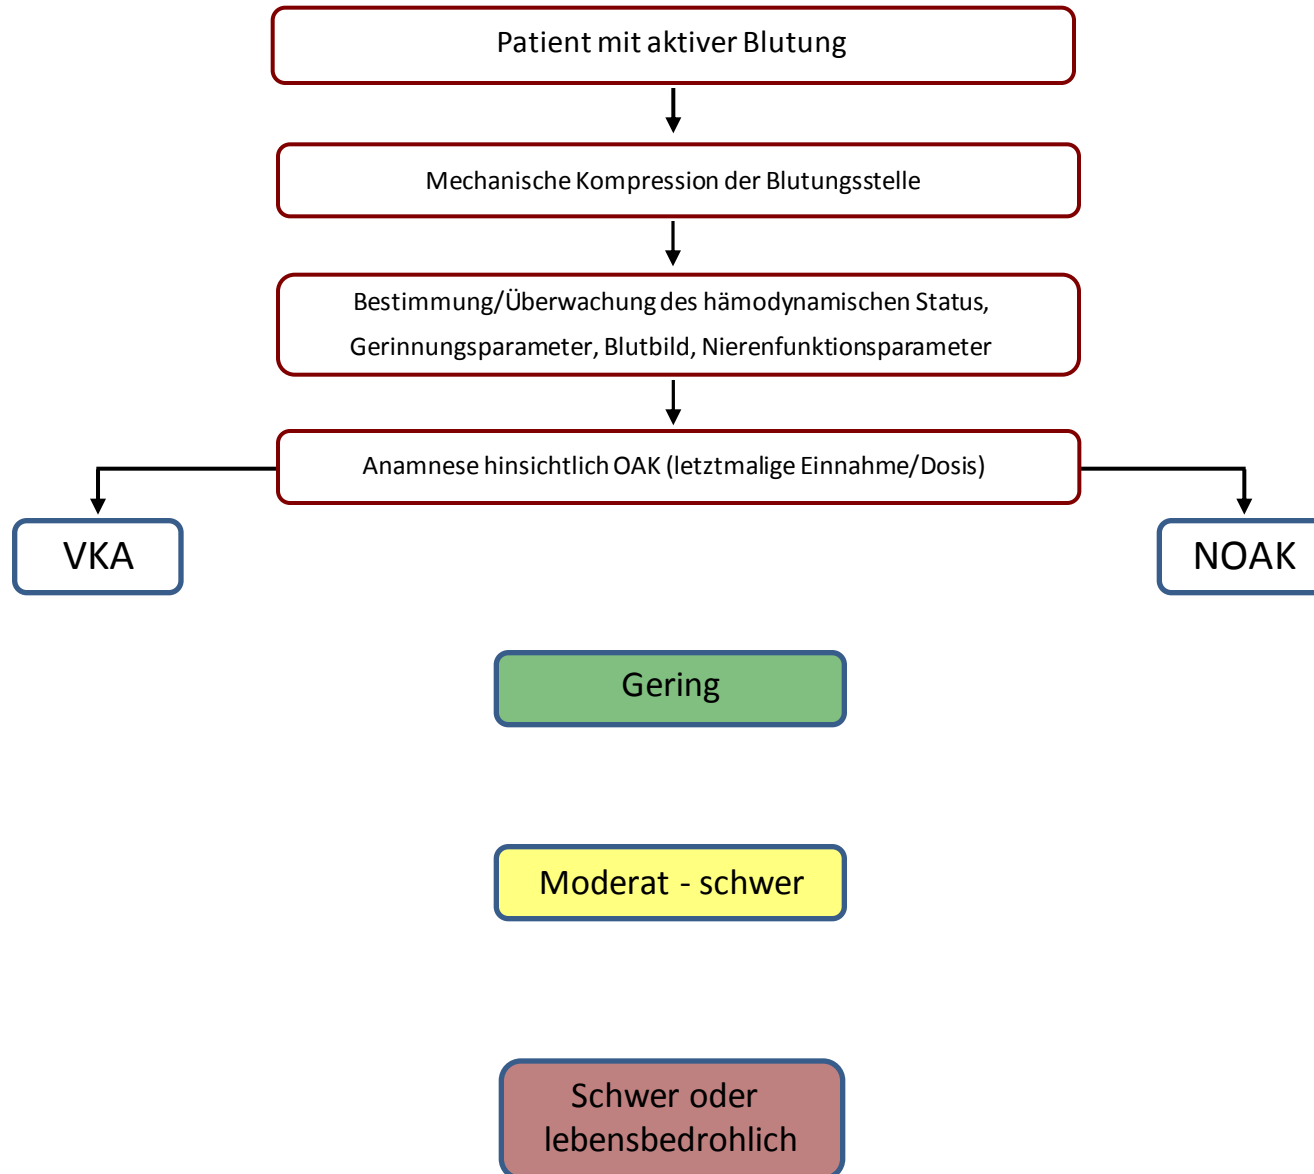 Patient mit aktiver Blutung
Mechanische Kompression der Blutungsstelle
Bestimmung/Überwachung des hämodynamischen Status,
Gerinnungsparameter, Blutbild, Nierenfunktionsparameter
Anamnese hinsichtlich OAK (letztmalige Einnahme/Dosis)
VKA
NOAK
Gering
Moderat - schwer
Schwer oder
lebensbedrohlich